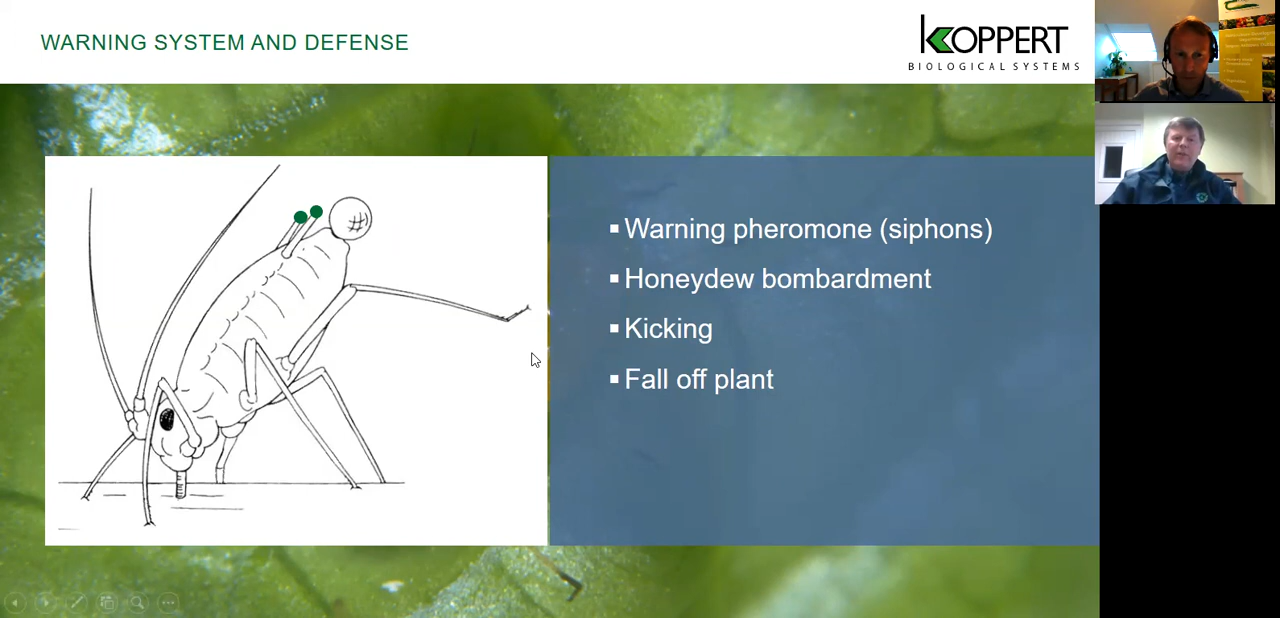 WARNING SYSTEM AND DEFENSE
KOPPERT
BIOLOGICAL SYSTEMS
▪ Warning pheromone (siphons)
▪ Honeydew bombardment
▪ Kicking
▪ Fall off plant